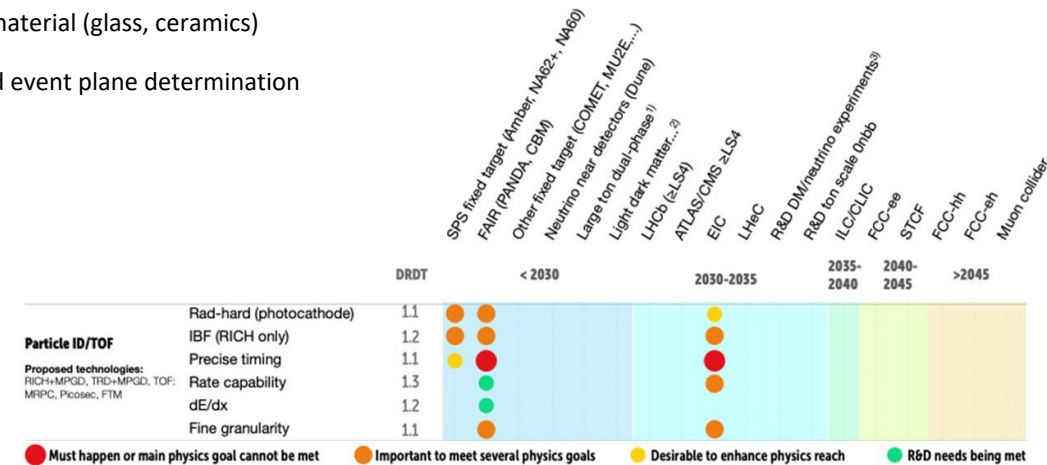 material (glass, ceramics)
d event plane determination
SPS fixed target (Amber, NA62+, NA60)
FAIR (PANDA, CBM)
Other fixed target (COMET, MU2E,...)
Neutrino near detectors (Dune)
Large ton dual-phase¹⁾
Light dark matter...²⁾
LHCb (≥LS4)
ATLAS/CMS ≥LS4
EIC
LHeC
R&D DM/neutrino experiments³⁾
R&D ton scale 0nbb
ILC/CLIC
FCC-ee
STCF
FCC-hh
FCC-eh
Muon collider
DRDT
< 2030
2030-2035
2035-
2040
2040-
2045
>2045
Particle ID/TOF
Proposed technologies:
RICH+MPGD, TRD+MPGD, TOF:
MRPC, Picosec, FTM
Rad-hard (photocathode) 1.1
IBF (RICH only) 1.2
Precise timing 1.1
Rate capability 1.3
dE/dx 1.2
Fine granularity 1.1
Must happen or main physics goal cannot be met
Important to meet several physics goals
Desirable to enhance physics reach
R&D needs being met